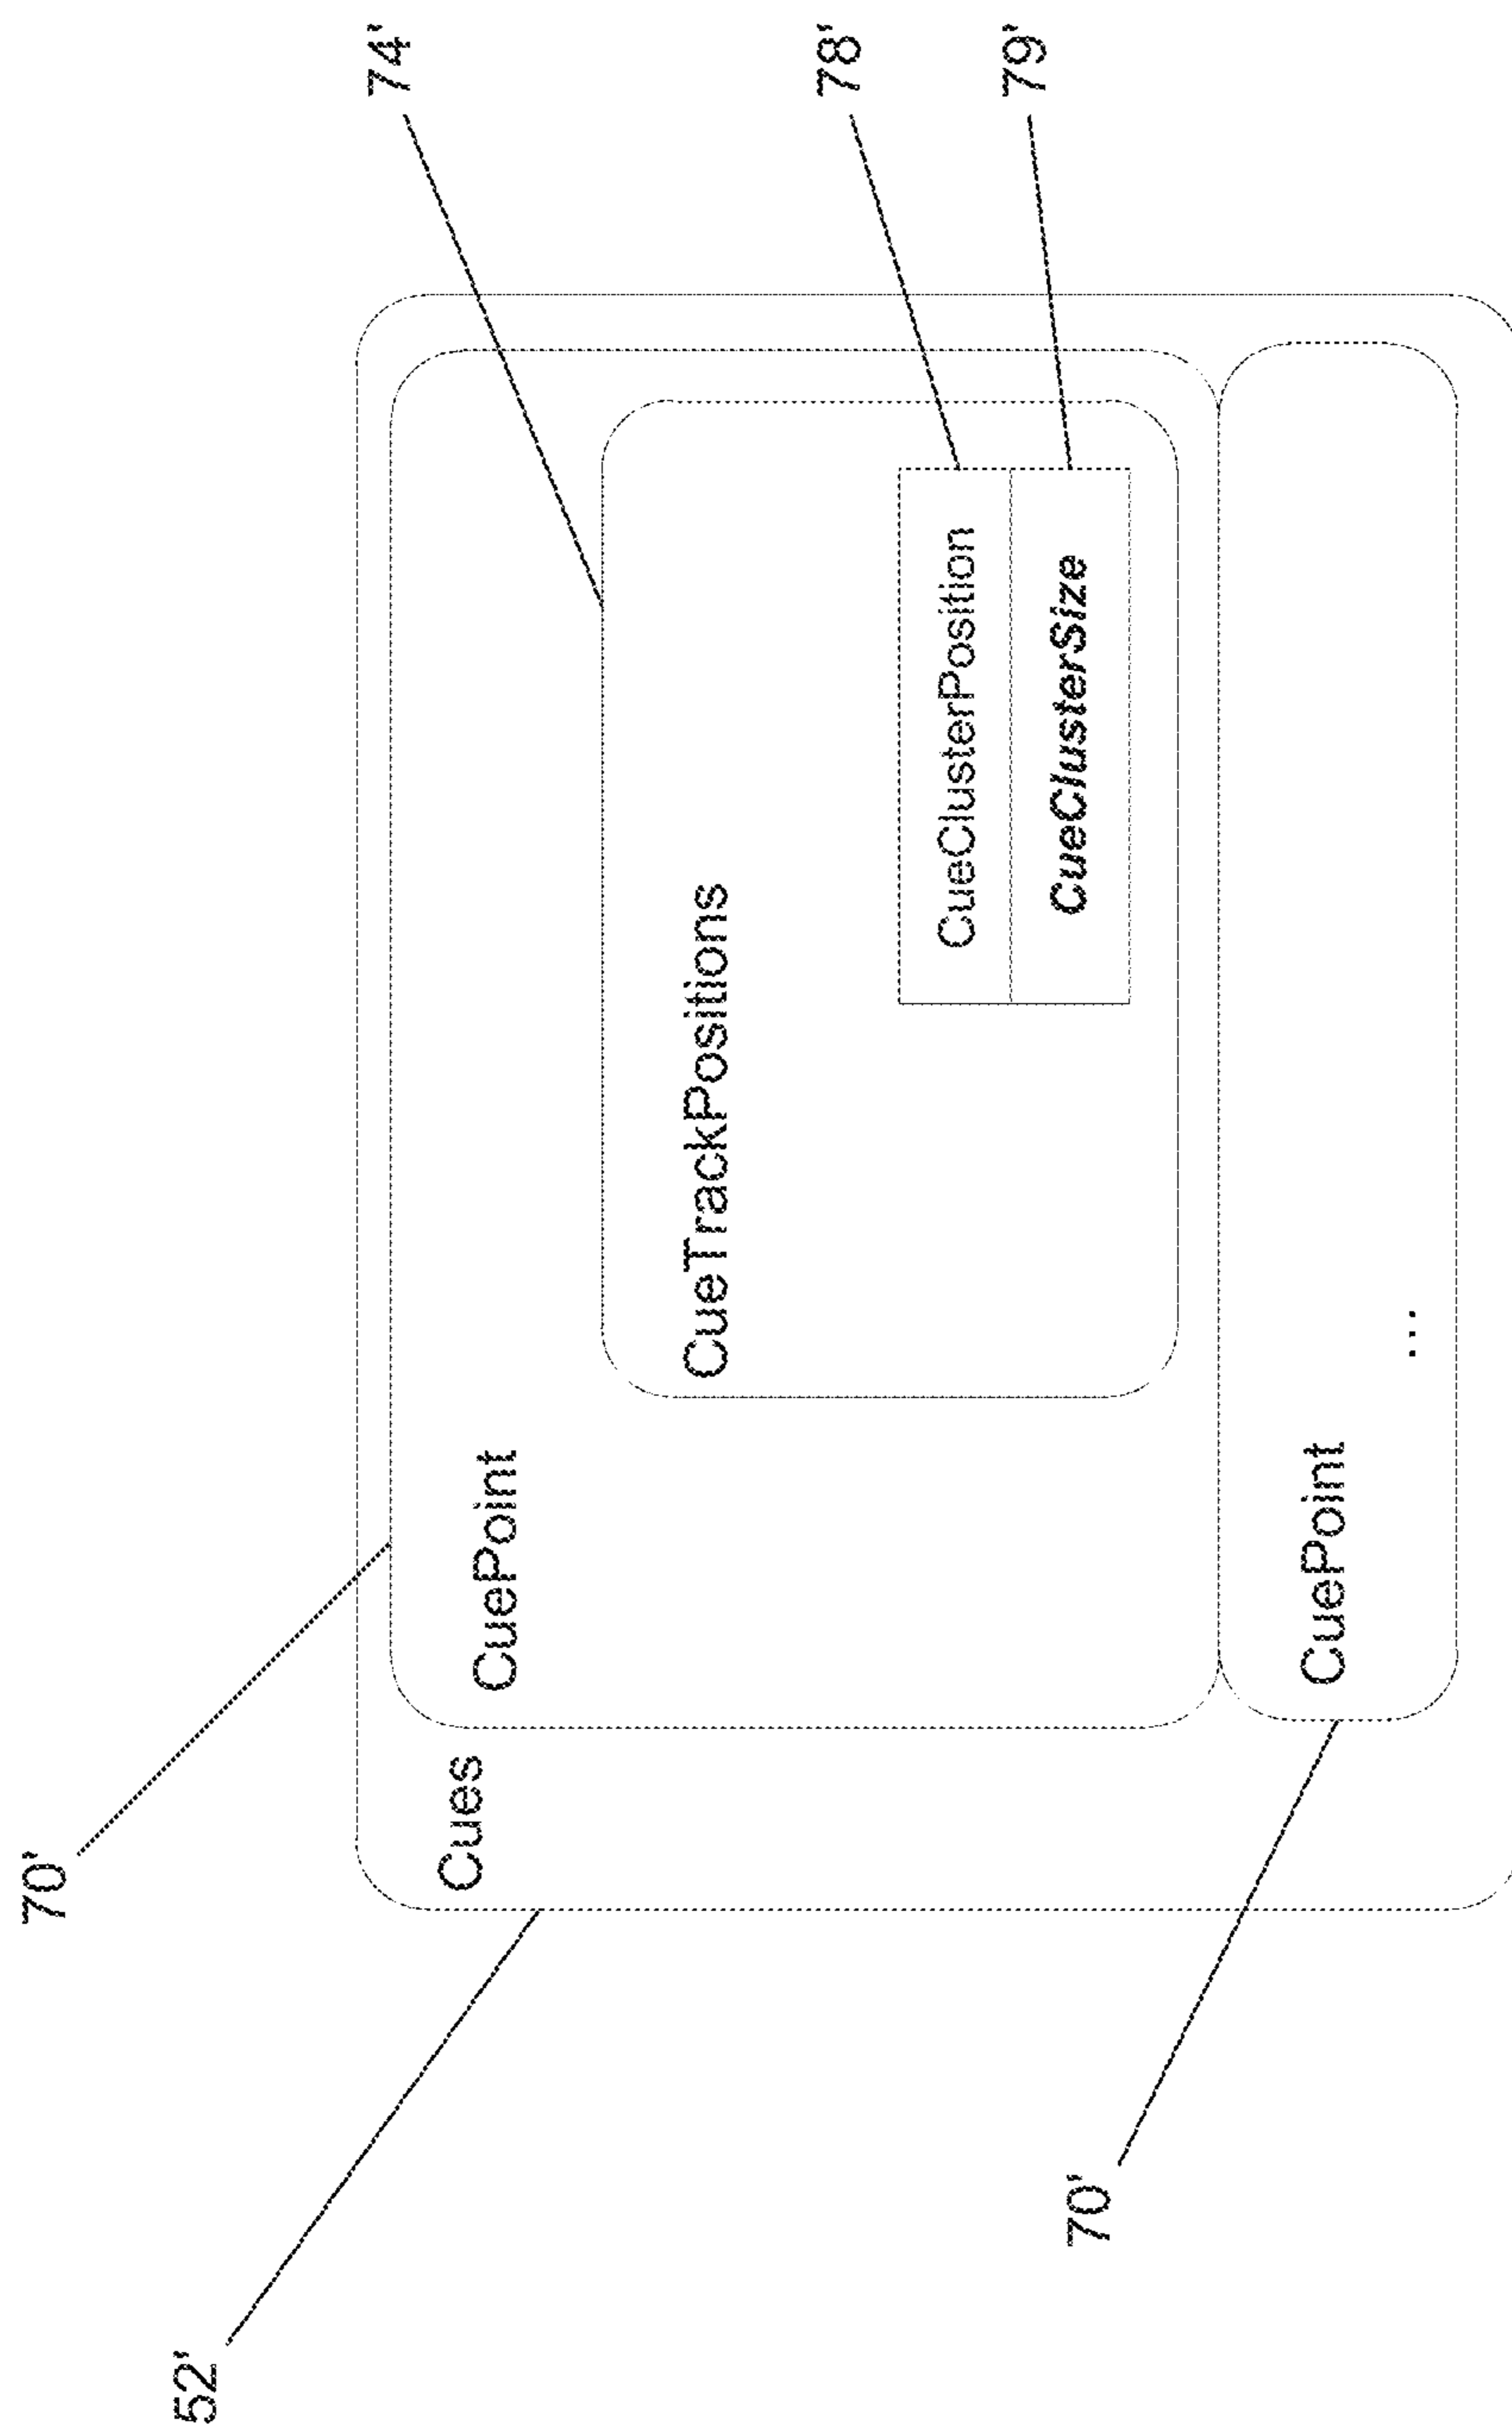 70'
52'
Cues
74'
CuePoint
CueTrackPositions
78'
CueClusterPosition
79'
CueClusterSize
CuePoint
...
70'